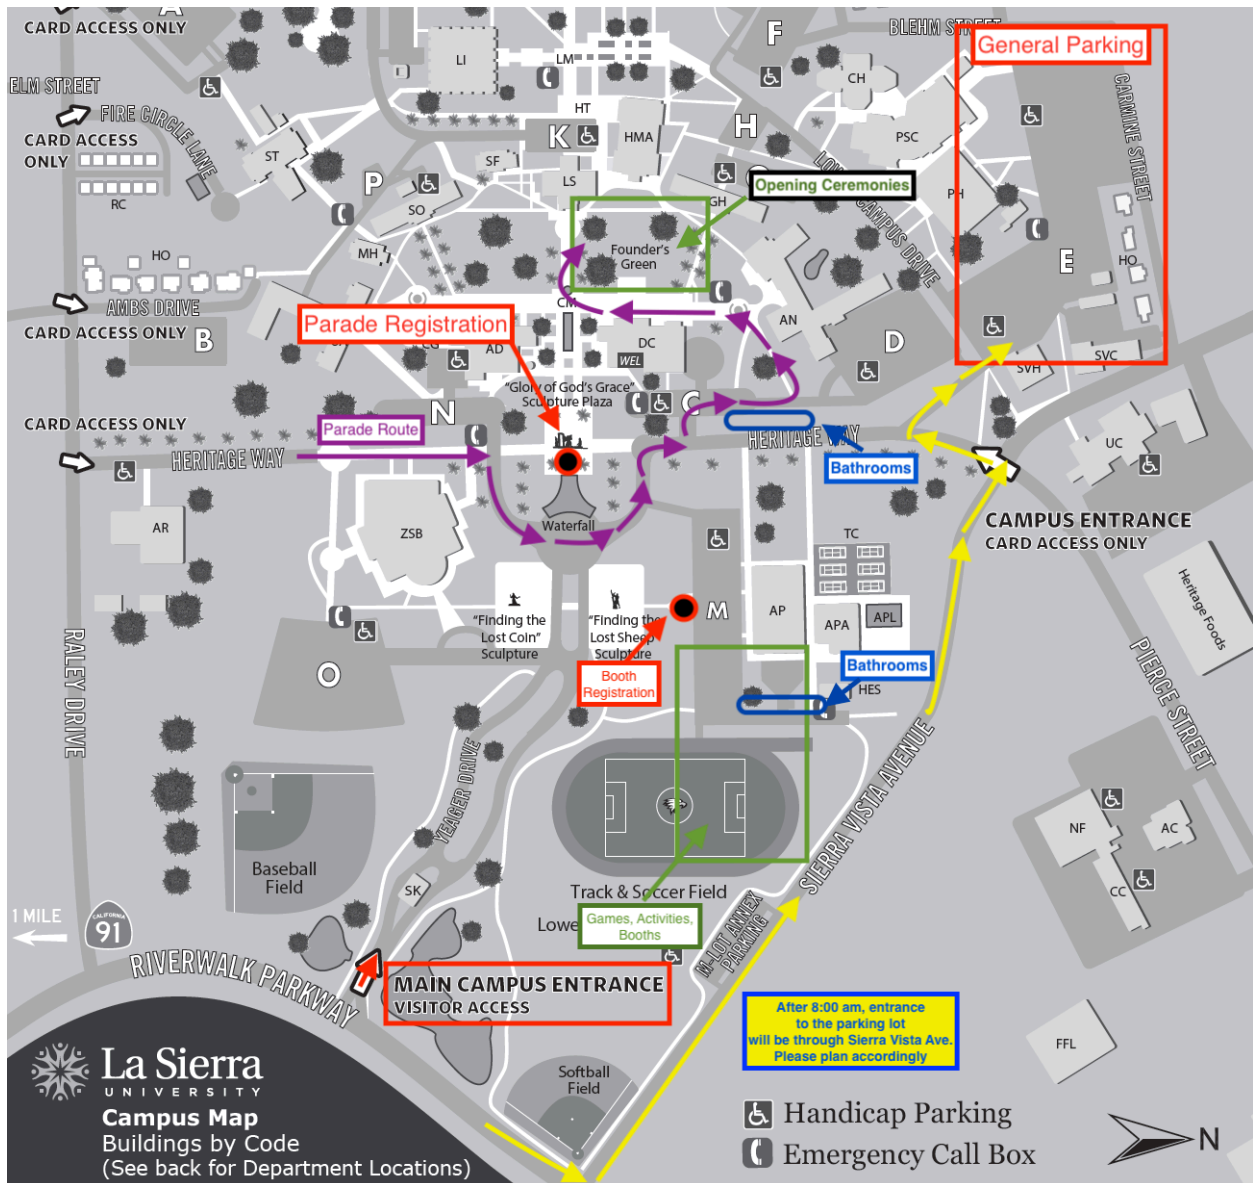 CARD ACCESS ONLY
A
F
BLEHM STREET
General Parking
LI
LM
CH
ELM STREET
FIRE CIRCLE LANE
CARMINE STREET
HT
K
HMA
H
PSC
CARD ACCESS
ONLY
ST
SF
P
LS
Opening Ceremonies
RC
SO
GH
PH
Founder's
Green
MH
HO
E
HO
AMBS DRIVE
CARD ACCESS ONLY
B
Parade Registration
CM
AN
D
AD
DC
WEL
SVH
SVC
"Glory of God's Grace"
Sculpture Plaza
N
C
CARD ACCESS ONLY
Parade Route
HERITAGE WAY
HERITAGE WAY
Bathrooms
UC
AR
ZSB
Waterfall
TC
CAMPUS ENTRANCE
CARD ACCESS ONLY
Heritage Foods
"Finding the
Lost Coin"
Sculpture
"Finding the
Lost Sheep"
Sculpture
M
AP
APA
APL
RALEY DRIVE
O
Booth
Registration
Bathrooms
HES
PIERCE STREET
YEAGER DRIVE
SIERRA VISTA AVENUE
NF
AC
CC
Baseball
Field
SK
Track & Soccer Field
Games, Activities,
Booths
M-LOT ANNEX
PARKING
1 MILE
CALIFORNIA
91
RIVERWALK PARKWAY
MAIN CAMPUS ENTRANCE
VISITOR ACCESS
After 8:00 am, entrance
to the parking lot
will be through Sierra Vista Ave.
Please plan accordingly
FFL
La Sierra
UNIVERSITY
Campus Map
Buildings by Code
(See back for Department Locations)
Softball
Field
Handicap Parking
Emergency Call Box
N